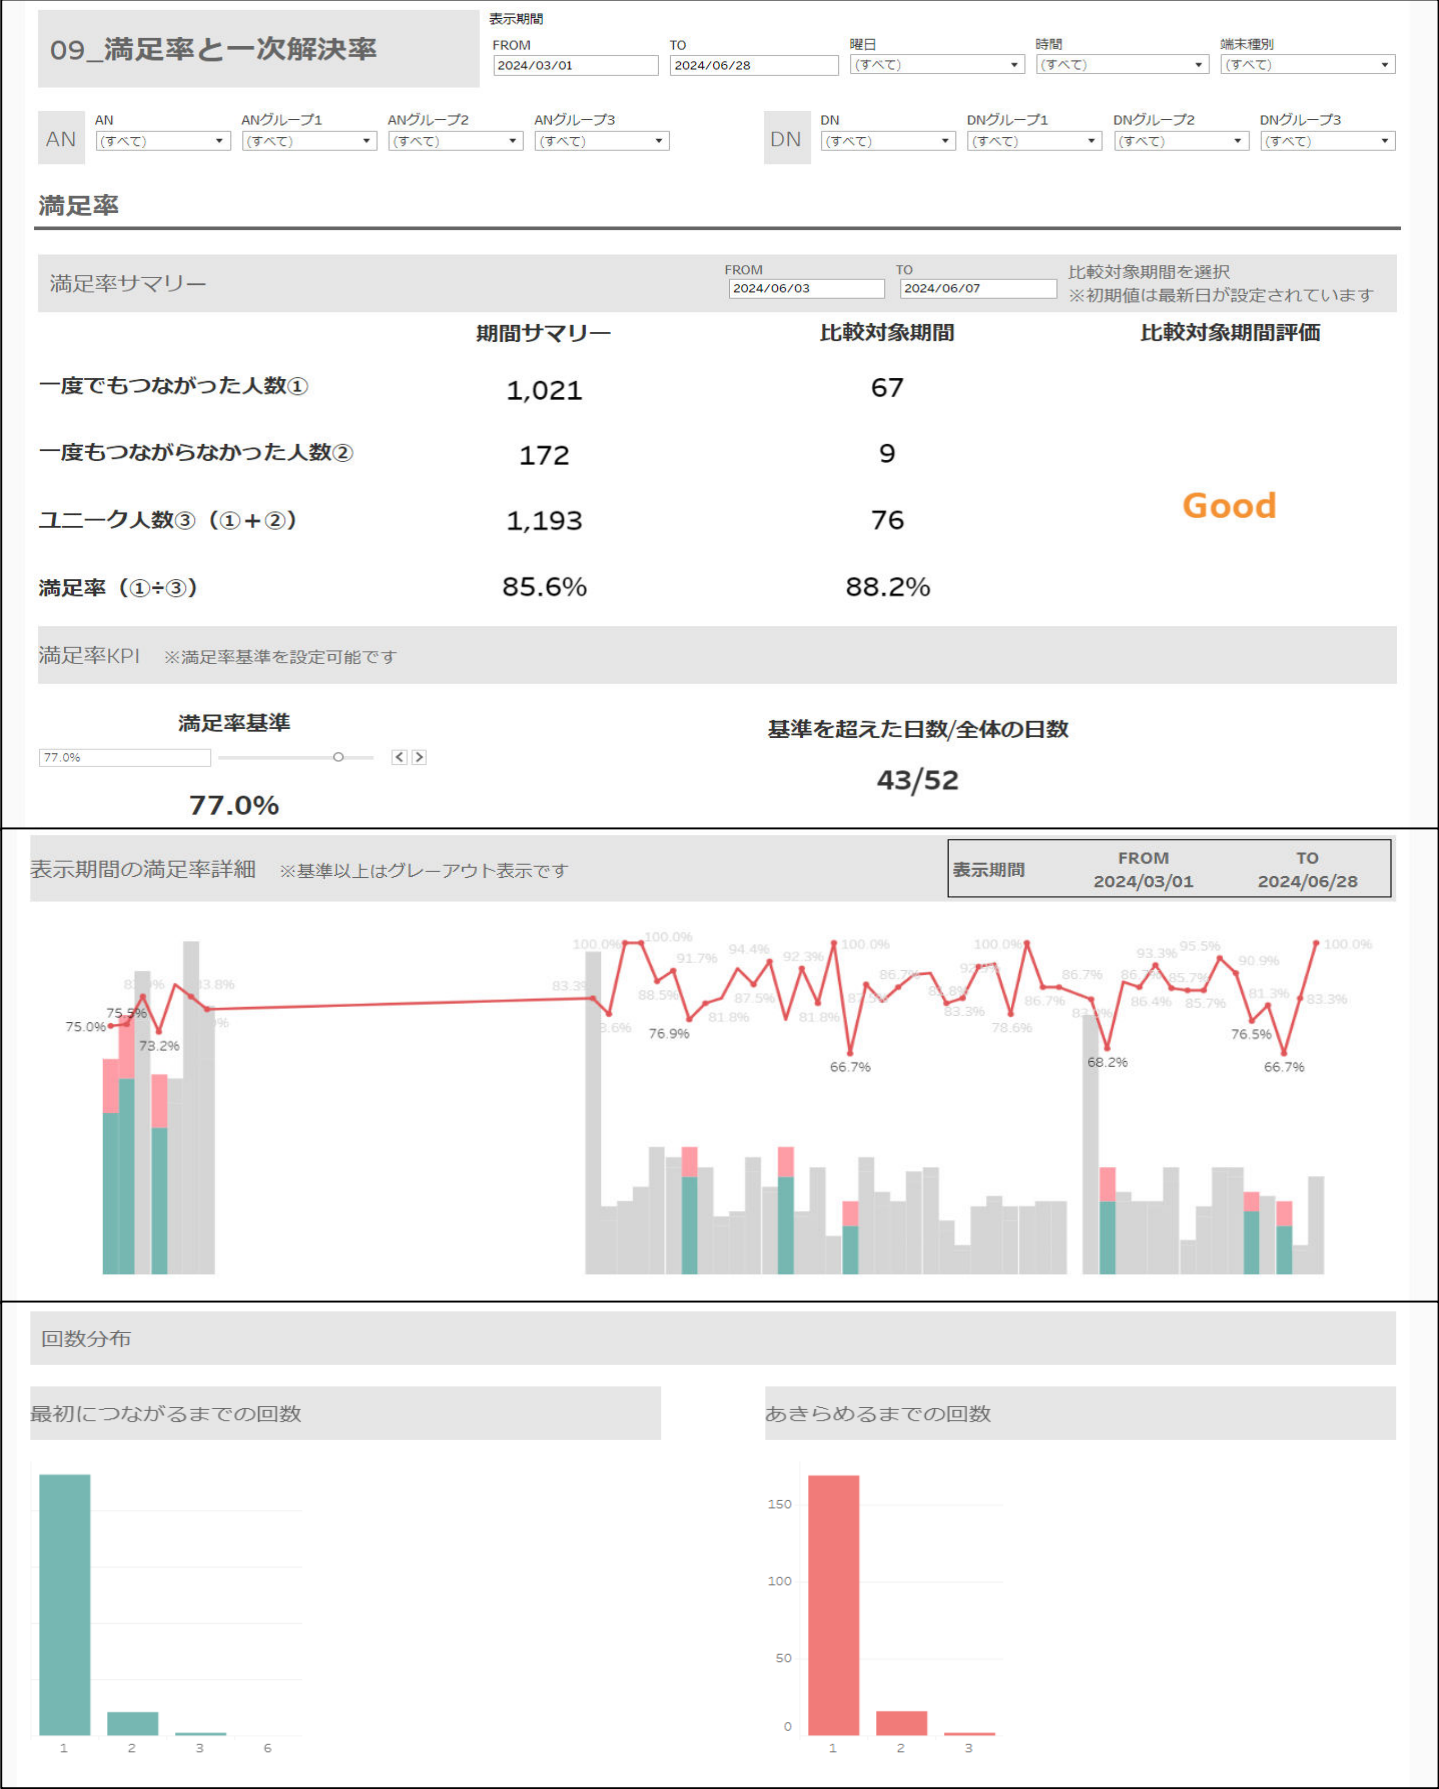 09_満足率と一次解決率
表示期間
FROM TO 曜日 時間 端末種別
2024/03/01 2024/06/28 (すべて) (すべて) (すべて)
AN ANグループ1 ANグループ2 ANグループ3 DN DNグループ1 DNグループ2 DNグループ3
AN (すべて) (すべて) (すべて) (すべて) DN (すべて) (すべて) (すべて) (すべて)
満足率
満足率サマリー
FROM TO 比較対象期間を選択
2024/06/03 2024/06/07 ※初期値は最新日が設定されています
期間サマリー 比較対象期間 比較対象期間評価
一度でもつながった人数① 1,021 67
一度もつながらなかった人数② 172 9
Good
ユニーク人数③（①＋②） 1,193 76
満足率（①÷③） 85.6% 88.2%
満足率KPI ※満足率基準を設定可能です
満足率基準 基準を超えた日数/全体の日数
77.0%
43/52
77.0%
表示期間の満足率詳細 ※基準以上はグレーアウト表示です
表示期間 FROM TO
2024/03/01 2024/06/28
75.0% 75.5% 73.2%
100.0% 100.0% 94.4% 92.3% 100.0% 100.0% 93.3% 95.5% 100.0%
91.7% 90.9%
88.5% 87.5% 86.7% 86.7% 85.7% 81.3%
81.8% 81.8% 83.3% 86.7% 86.4% 85.7% 83.3%
76.9% 78.6% 76.5%
66.7% 68.2% 66.7%
回数分布
最初につながるまでの回数 あきらめるまでの回数
150
100
50
0
1 2 3 6 1 2 3